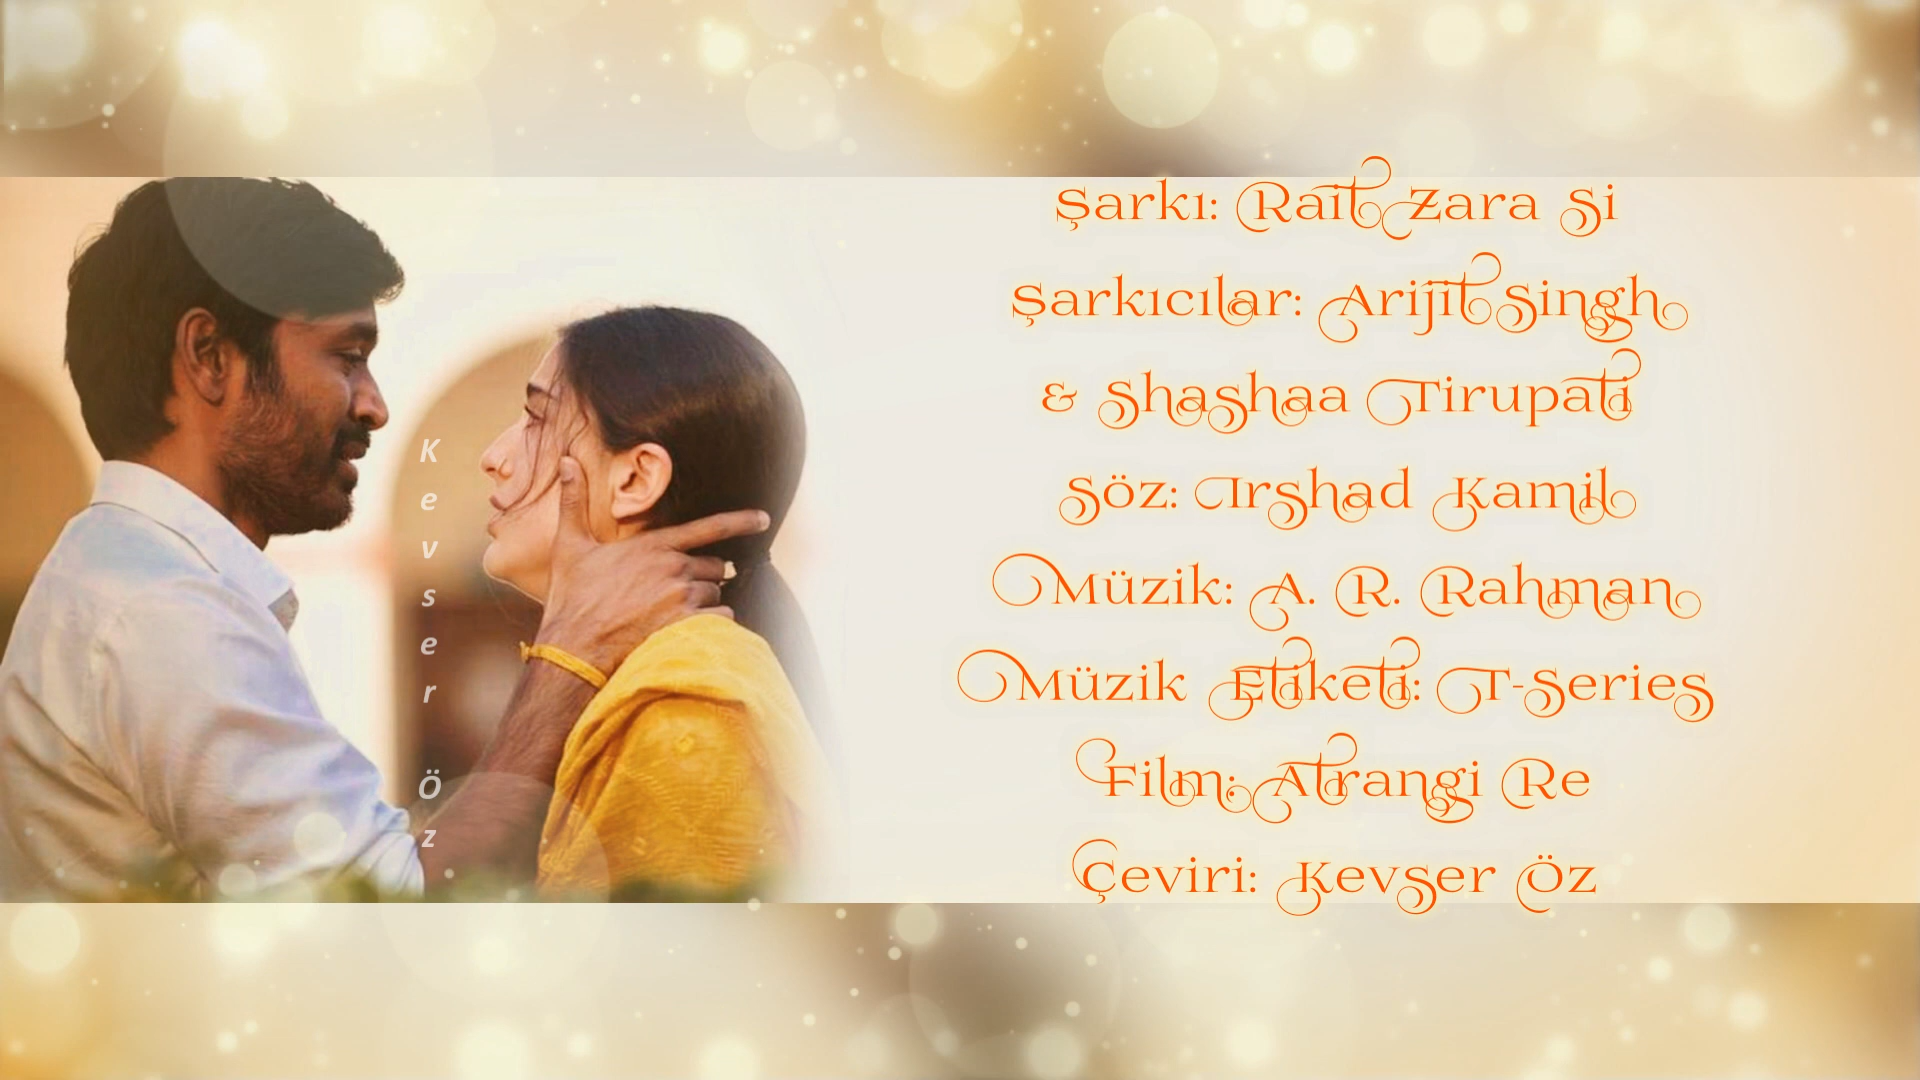 Şarkı: Rait Zara Si
Şarkıcılar: Arijit Singh
& Shashaa Tirupati
Söz: Irshad Kamil
Müzik: A. R. Rahman
Müzik Etiketi: T-Series
Film: Atrangi Re
Çeviri: Kevser Öz
Kevser Öz